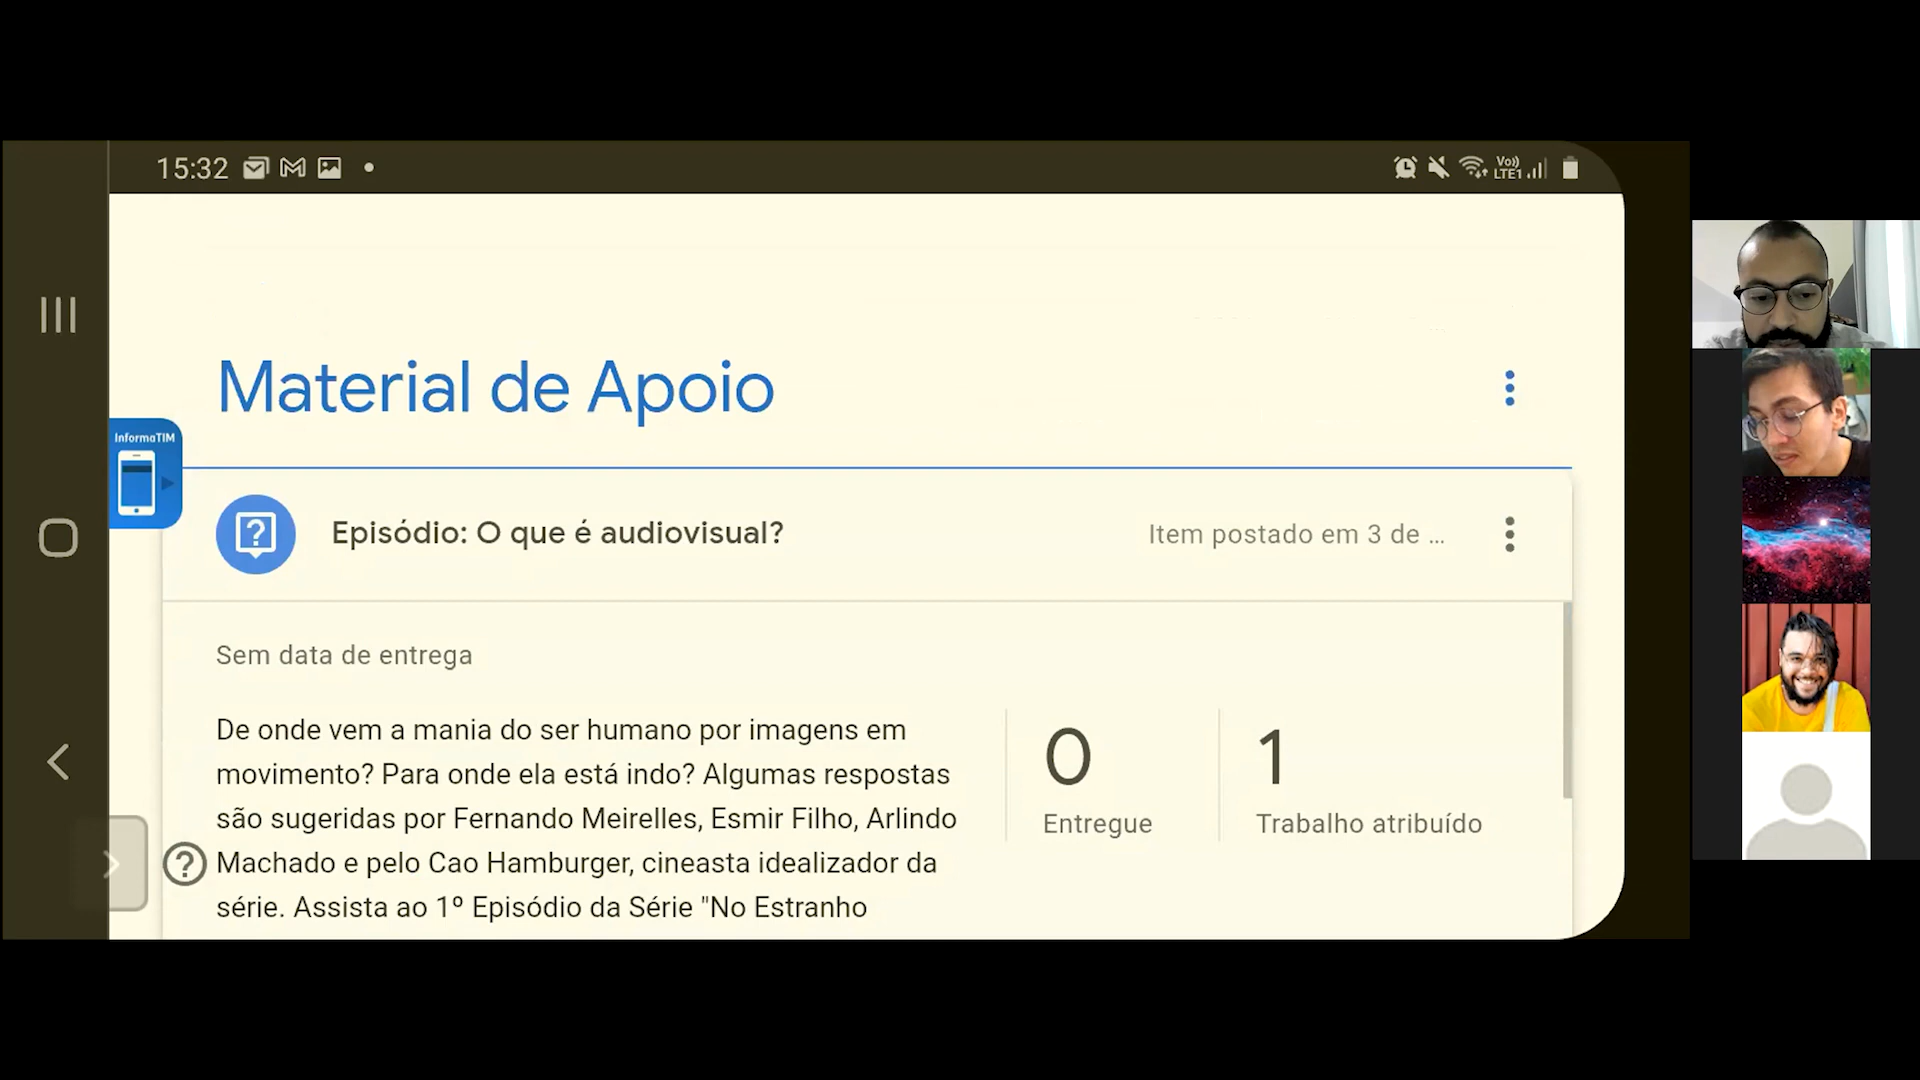 15:32
Vo))
LTE1
Material de Apoio
InformaTIM
Episódio: O que é audiovisual?
Item postado em 3 de ...
Sem data de entrega
De onde vem a mania do ser humano por imagens em
movimento? Para onde ela está indo? Algumas respostas
são sugeridas por Fernando Meirelles, Esmir Filho, Arlindo
Machado e pelo Cao Hamburger, cineasta idealizador da
série. Assista ao 1º Episódio da Série "No Estranho
0
Entregue
1
Trabalho atribuído